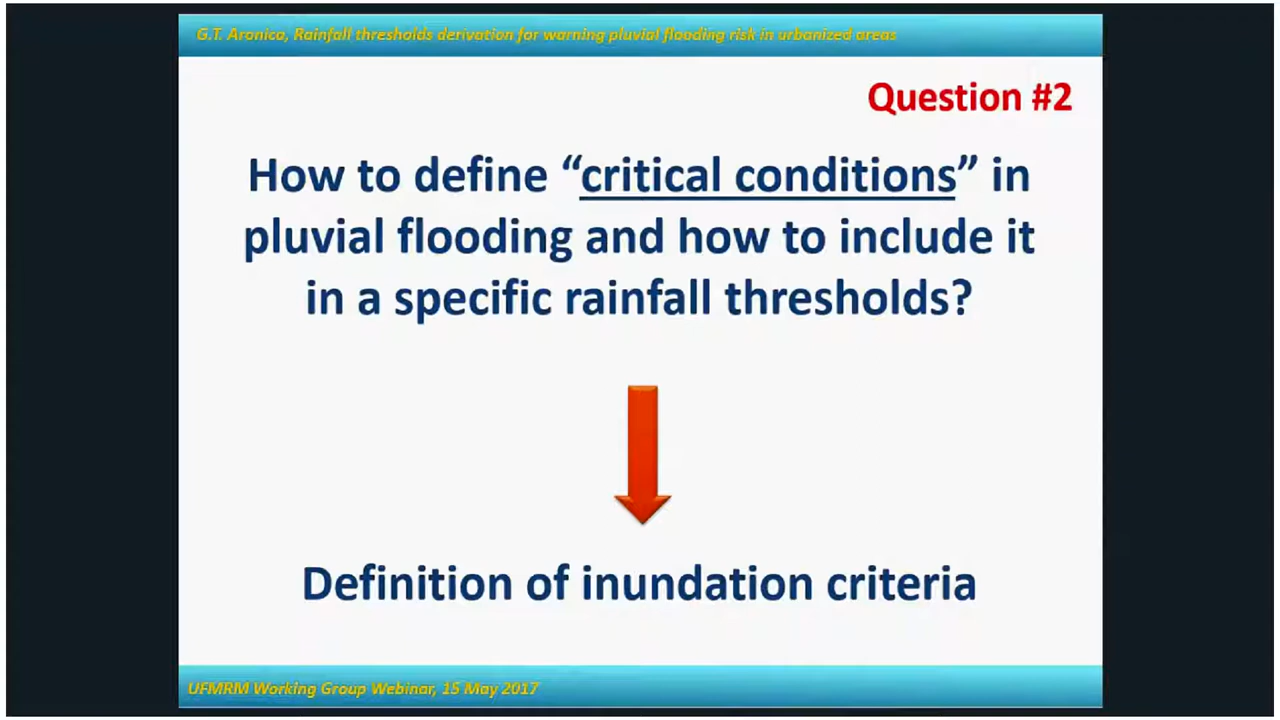 G.T. Aronica, Rainfall thresholds derivation for warning pluvial flooding risk in urbanized areas
Question #2
How to define “critical conditions” in
pluvial flooding and how to include it
in a specific rainfall thresholds?
Definition of inundation criteria
UFMRM Working Group Webinar, 15 May 2017